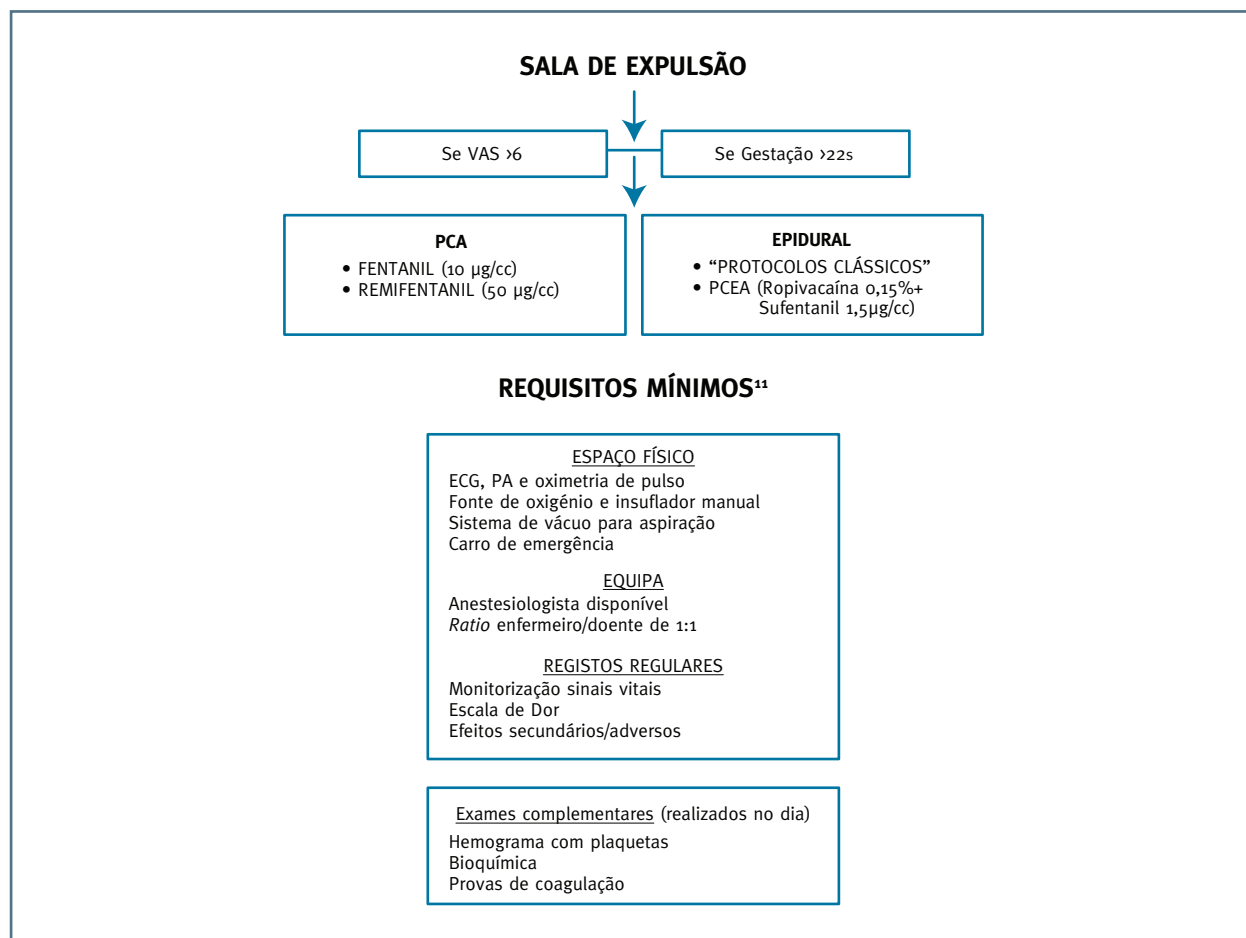 SALA DE EXPULSÃO
Se VAS >6
Se Gestação >22s
PCA
• FENTANIL (10 µg/cc)
• REMIFENTANIL (50 µg/cc)
EPIDURAL
• “PROTOCOLOS CLÁSSICOS”
• PCEA (Ropivacaína 0,15%+
Sufentanil 1,5µg/cc)
REQUISITOS MÍNIMOS¹¹
ESPAÇO FÍSICO
ECG, PA e oximetria de pulso
Fonte de oxigénio e insuflador manual
Sistema de vácuo para aspiração
Carro de emergência
EQUIPA
Anestesiologista disponível
Ratio enfermeiro/doente de 1:1
REGISTOS REGULARES
Monitorização sinais vitais
Escala de Dor
Efeitos secundários/adversos
Exames complementares (realizados no dia)
Hemograma com plaquetas
Bioquímica
Provas de coagulação